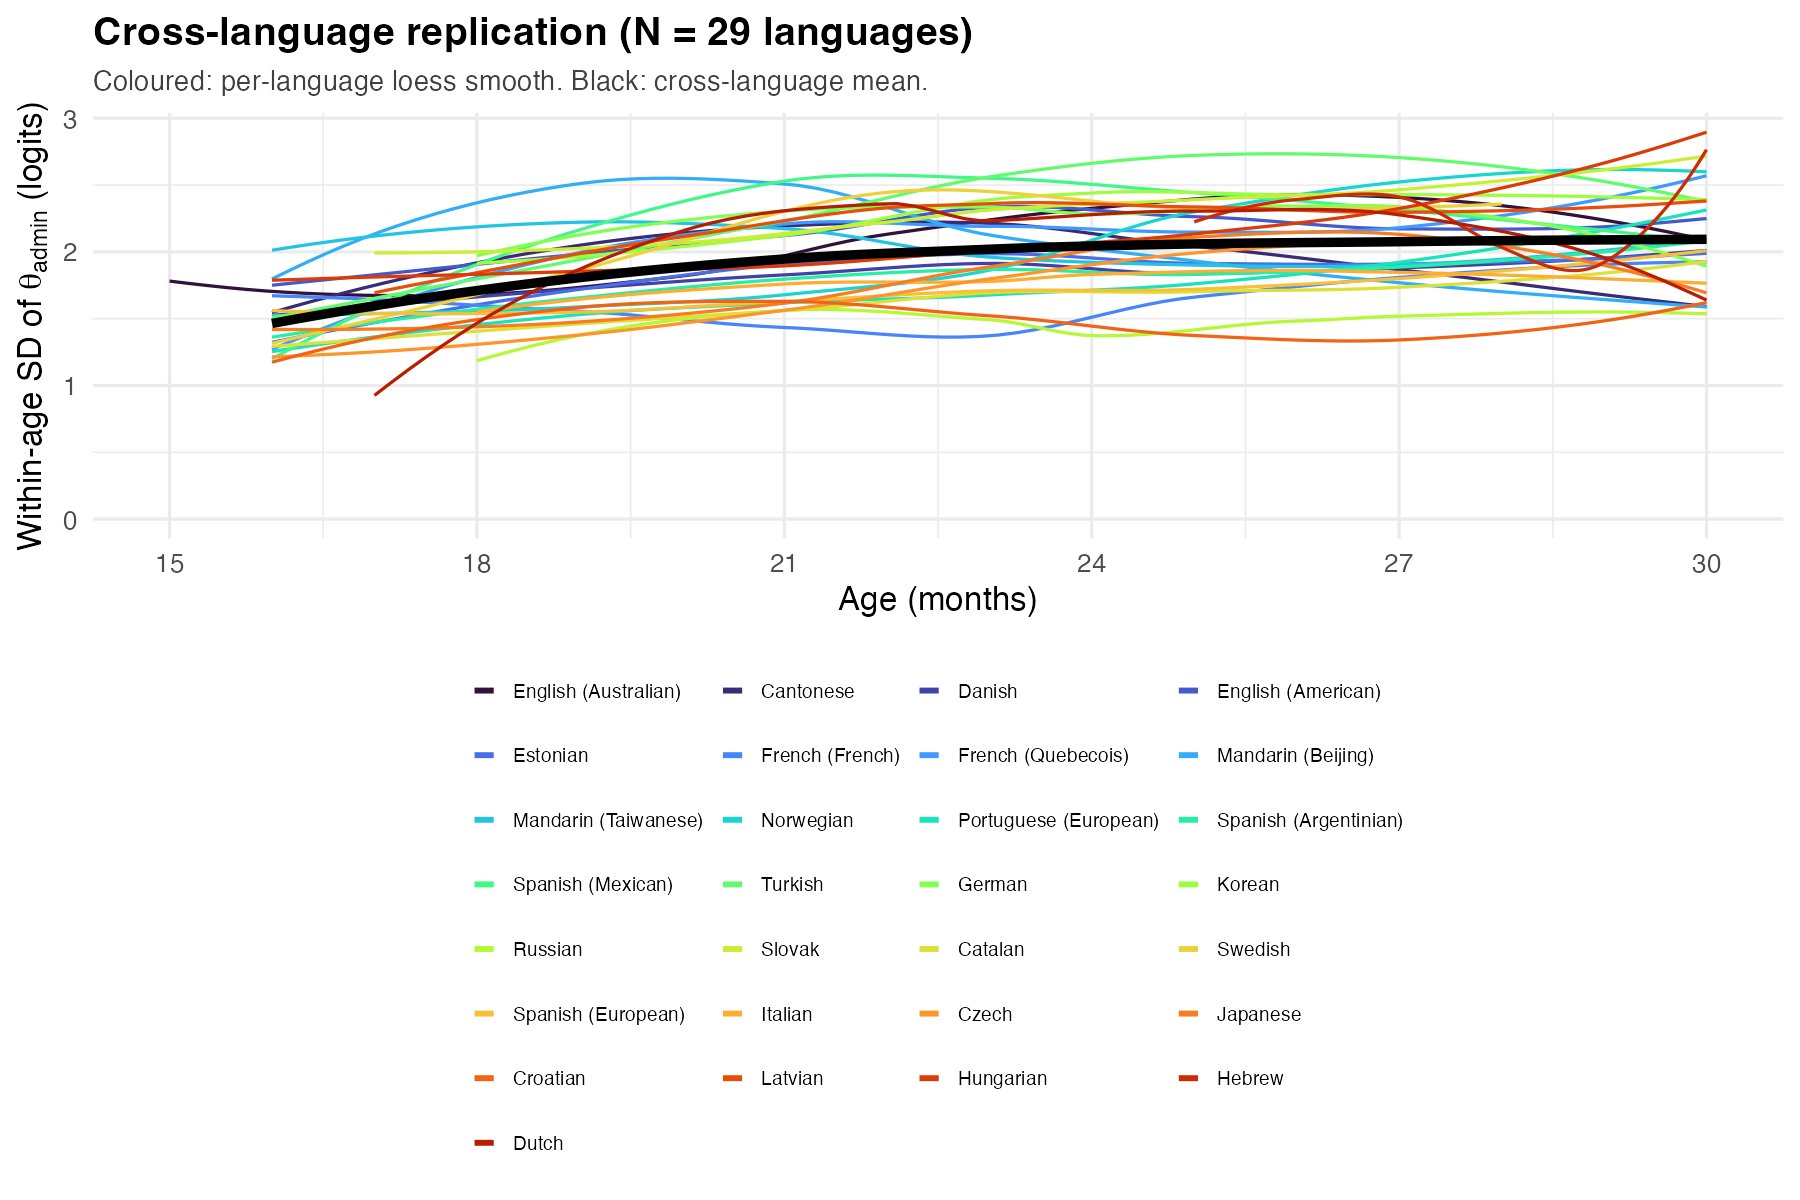 Cross-language replication (N = 29 languages)
Coloured: per-language loess smooth. Black: cross-language mean.
Within-age SD of θadmin (logits)
3
2
1
0
15 18 21 24 27 30
Age (months)
English (Australian) Cantonese Danish English (American)
Estonian French (French) French (Quebecois) Mandarin (Beijing)
Mandarin (Taiwanese) Norwegian Portuguese (European) Spanish (Argentinian)
Spanish (Mexican) Turkish German Korean
Russian Slovak Catalan Swedish
Spanish (European) Italian Czech Japanese
Croatian Latvian Hungarian Hebrew
Dutch